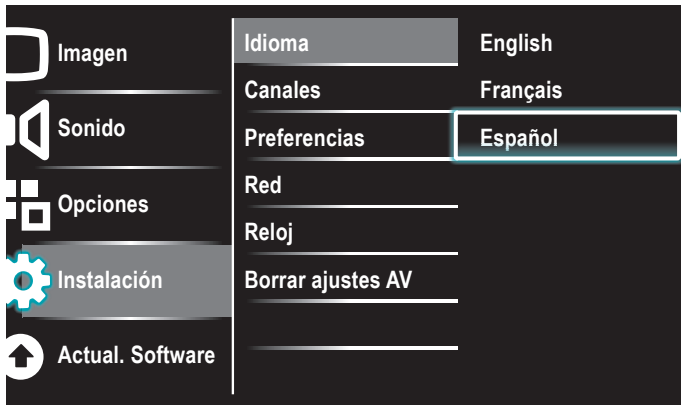 Imagen
Sonido
Opciones
Instalación
Actual. Software
Idioma
Canales
Preferencias
Red
Reloj
Borrar ajustes AV
English
Français
Español